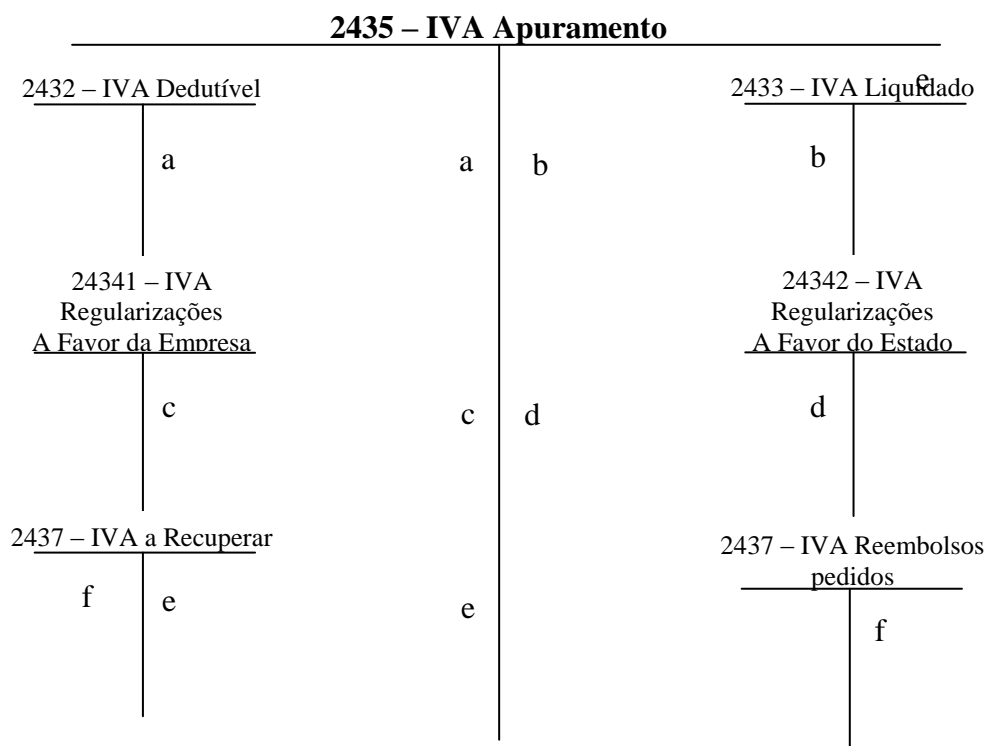 2435 – IVA Apuramento
2432 – IVA Dedutível
2433 – IVA Liquidado
e
a
a
b
b
24341 – IVA
Regularizações
A Favor da Empresa
24342 – IVA
Regularizações
A Favor do Estado
c
c
d
d
2437 – IVA a Recuperar
2437 – IVA Reembolsos
pedidos
f
e
e
f